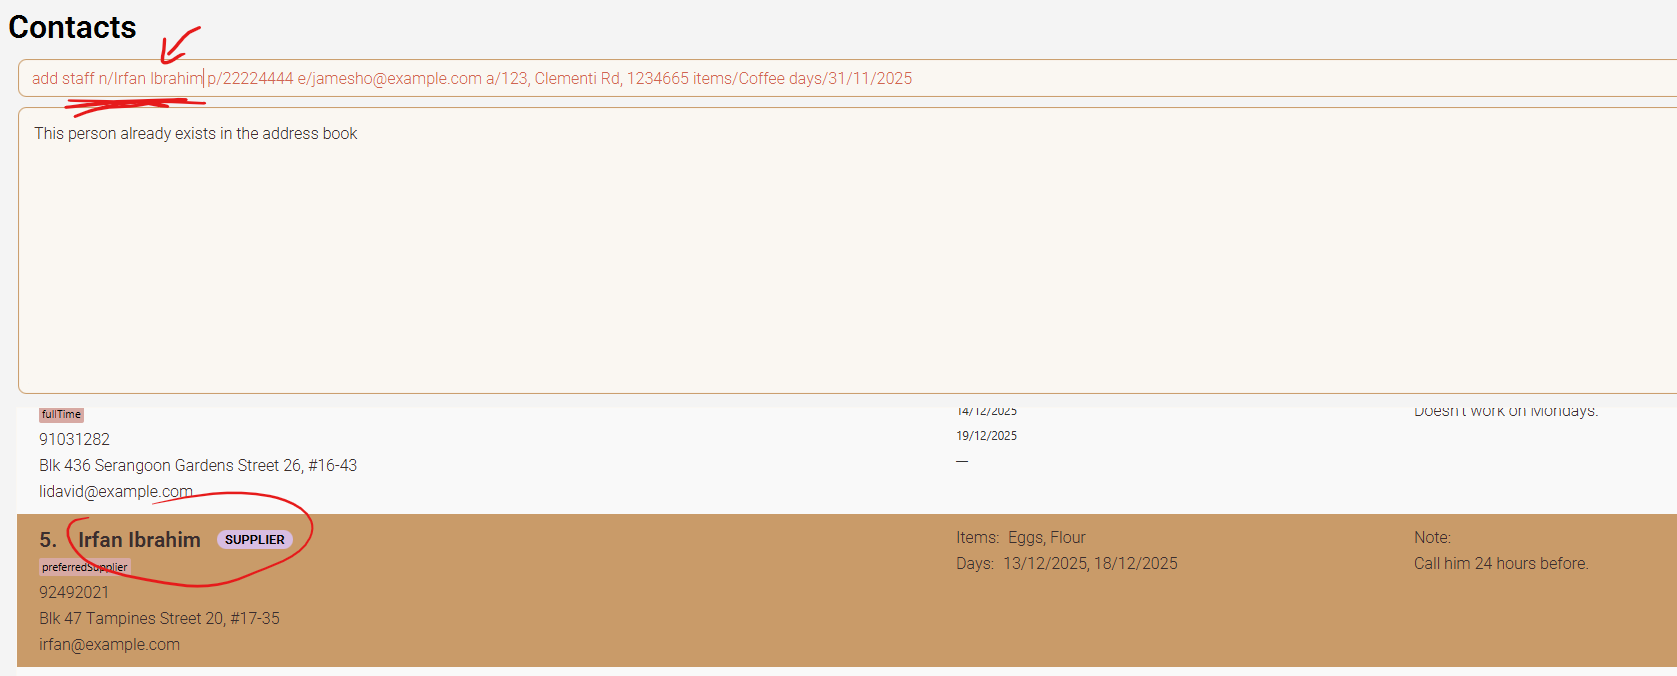 Contacts
add staff n/Irfan Ibrahim p/22224444 e/jamesho@example.com a/123, Clementi Rd, 1234665 items/Coffee days/31/11/2025
This person already exists in the address book
fullTime
14/12/2025
Doesn't work on Mondays.
91031282
19/12/2025
Blk 436 Serangoon Gardens Street 26, #16-43
—
lidavid@example.com
5. Irfan Ibrahim SUPPLIER
Items: Eggs, Flour
Note:
preferredSupplier
Days: 13/12/2025, 18/12/2025
Call him 24 hours before.
92492021
Blk 47 Tampines Street 20, #17-35
irfan@example.com